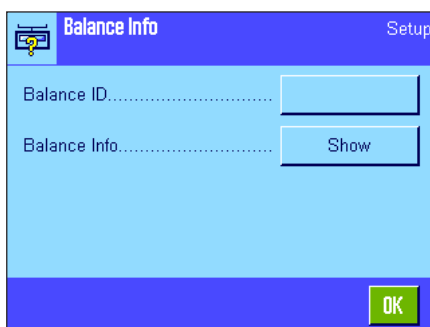 Balance Info
Setup
Balance ID............................
Balance Info..........................
Show
OK